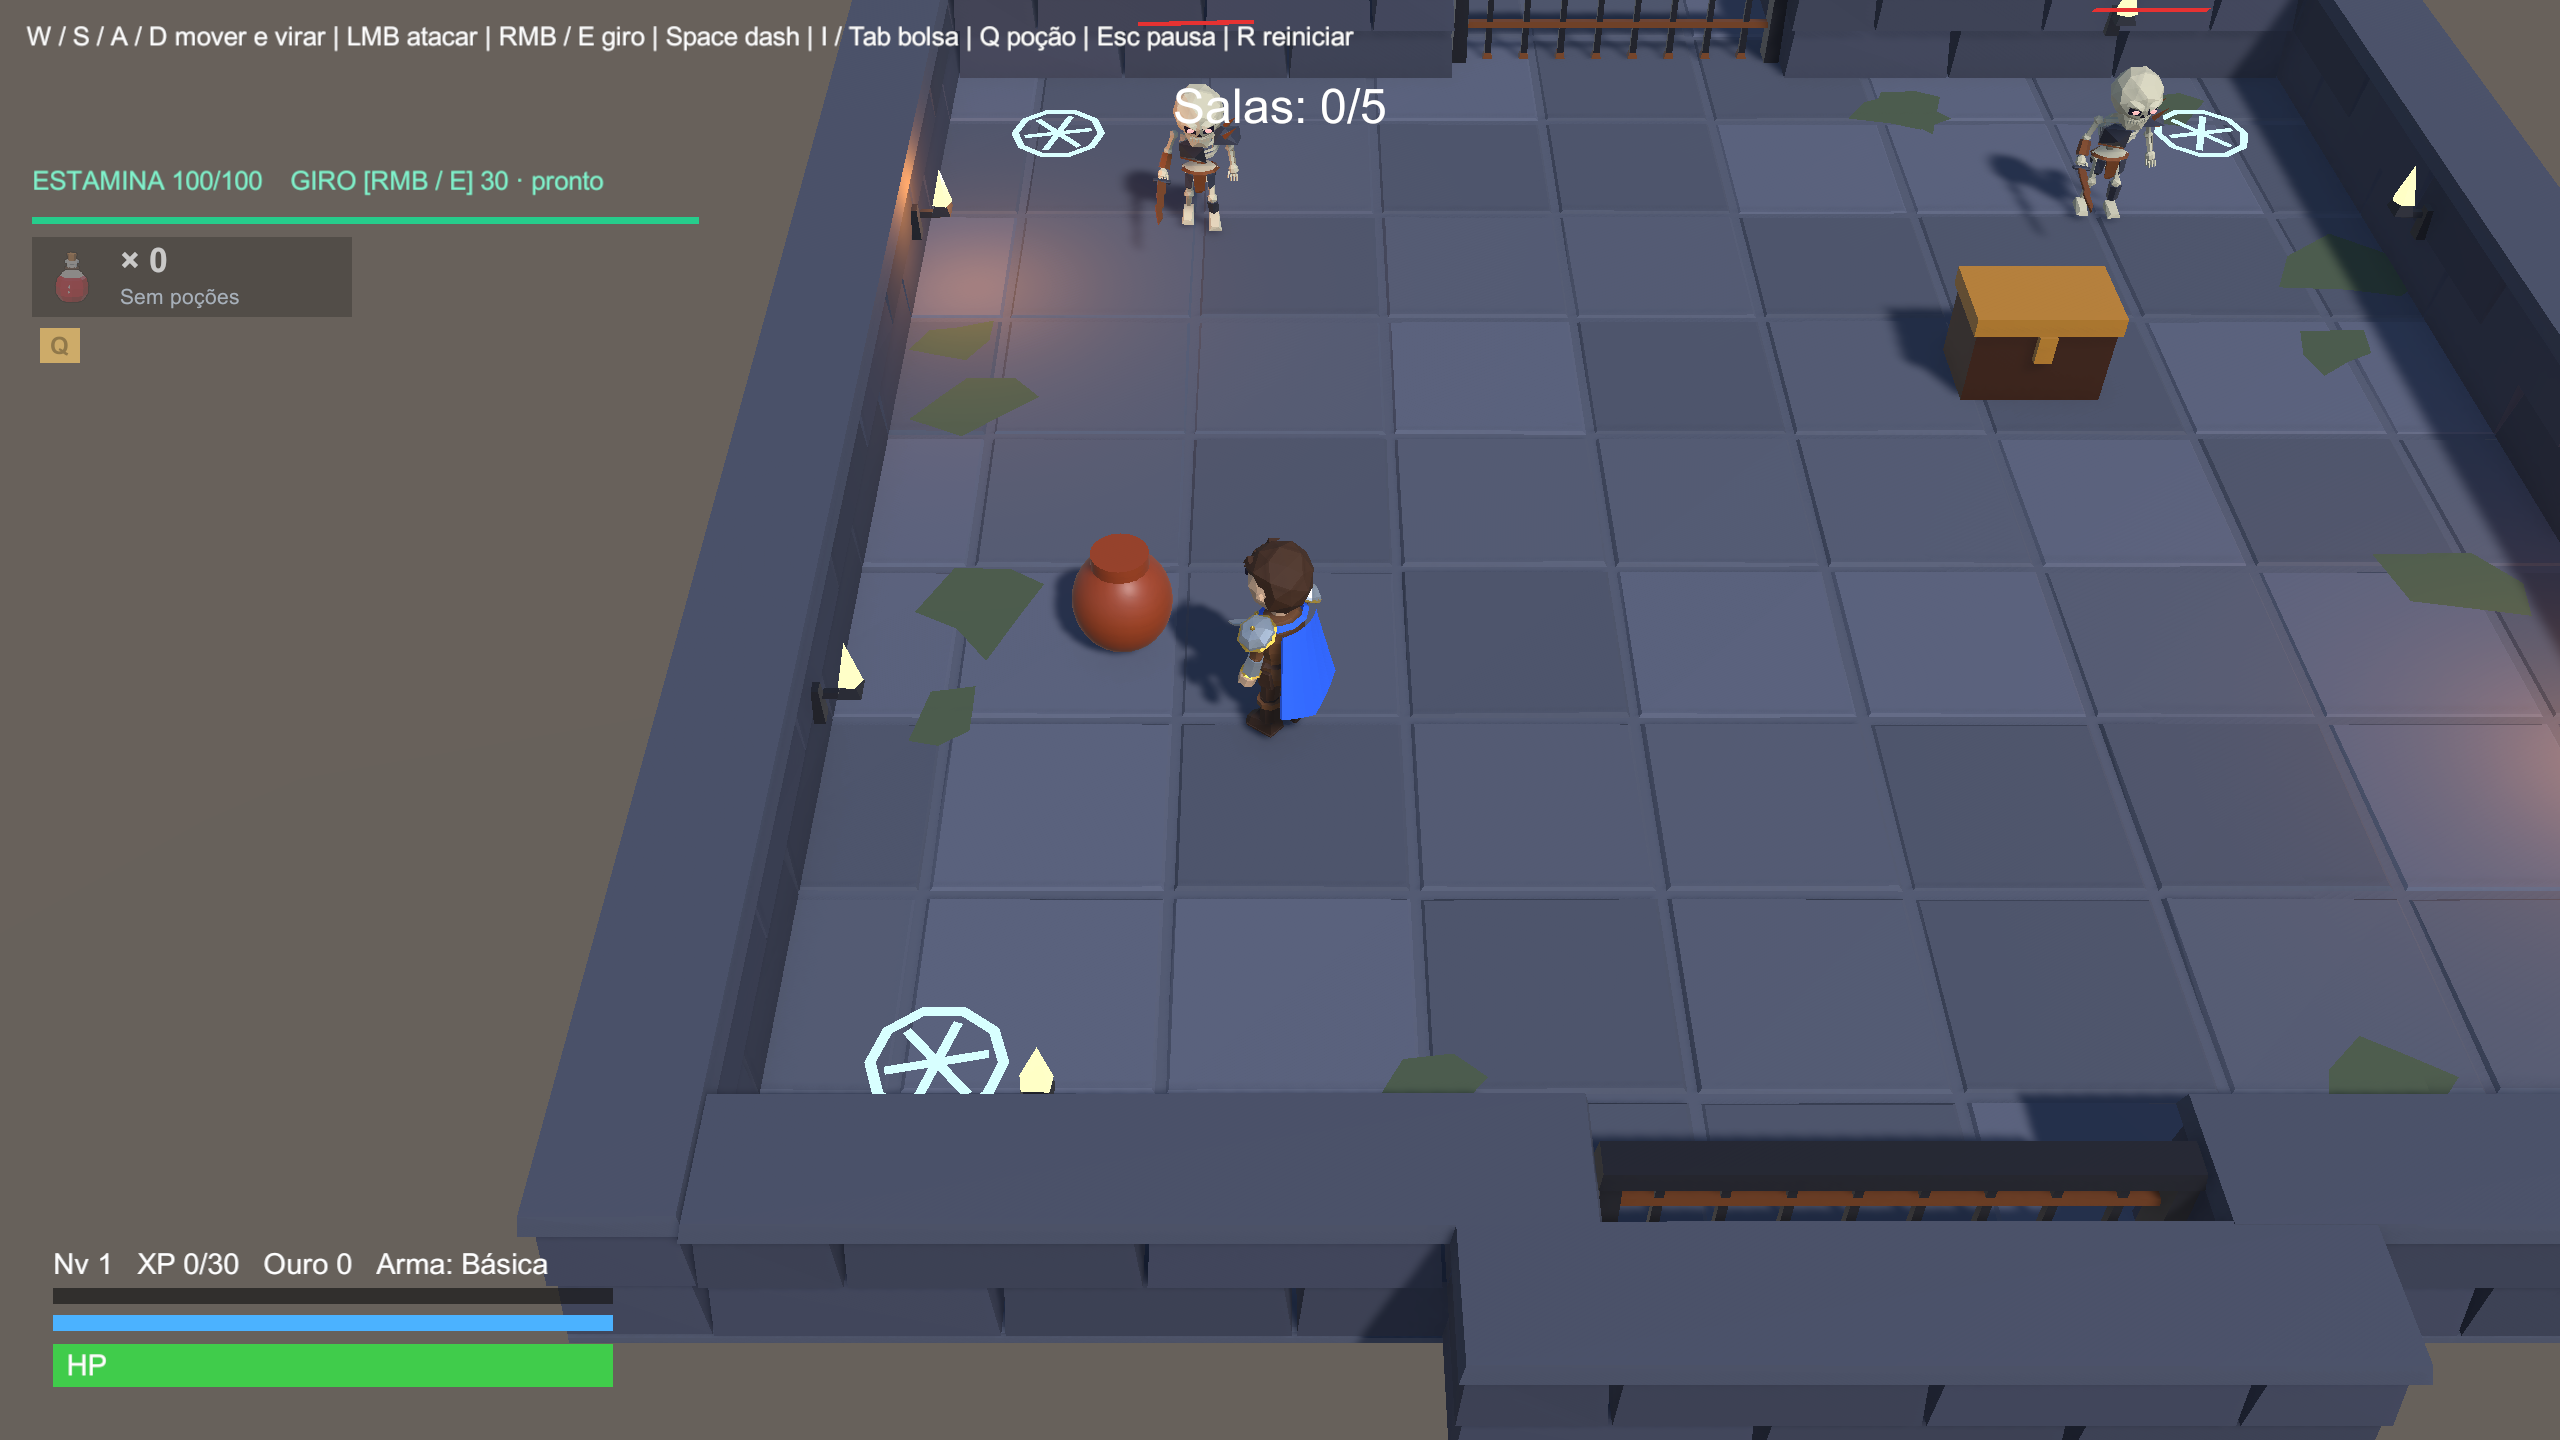 W / S / A / D mover e virar | LMB atacar | RMB / E giro | Space dash | I / Tab bolsa | Q poção | Esc pausa | R reiniciar
Salas: 0/5
ESTAMINA 100/100 GIRO [RMB / E] 30 · pronto
× 0
Sem poções
Q
Nv 1 XP 0/30 Ouro 0 Arma: Básica
HP